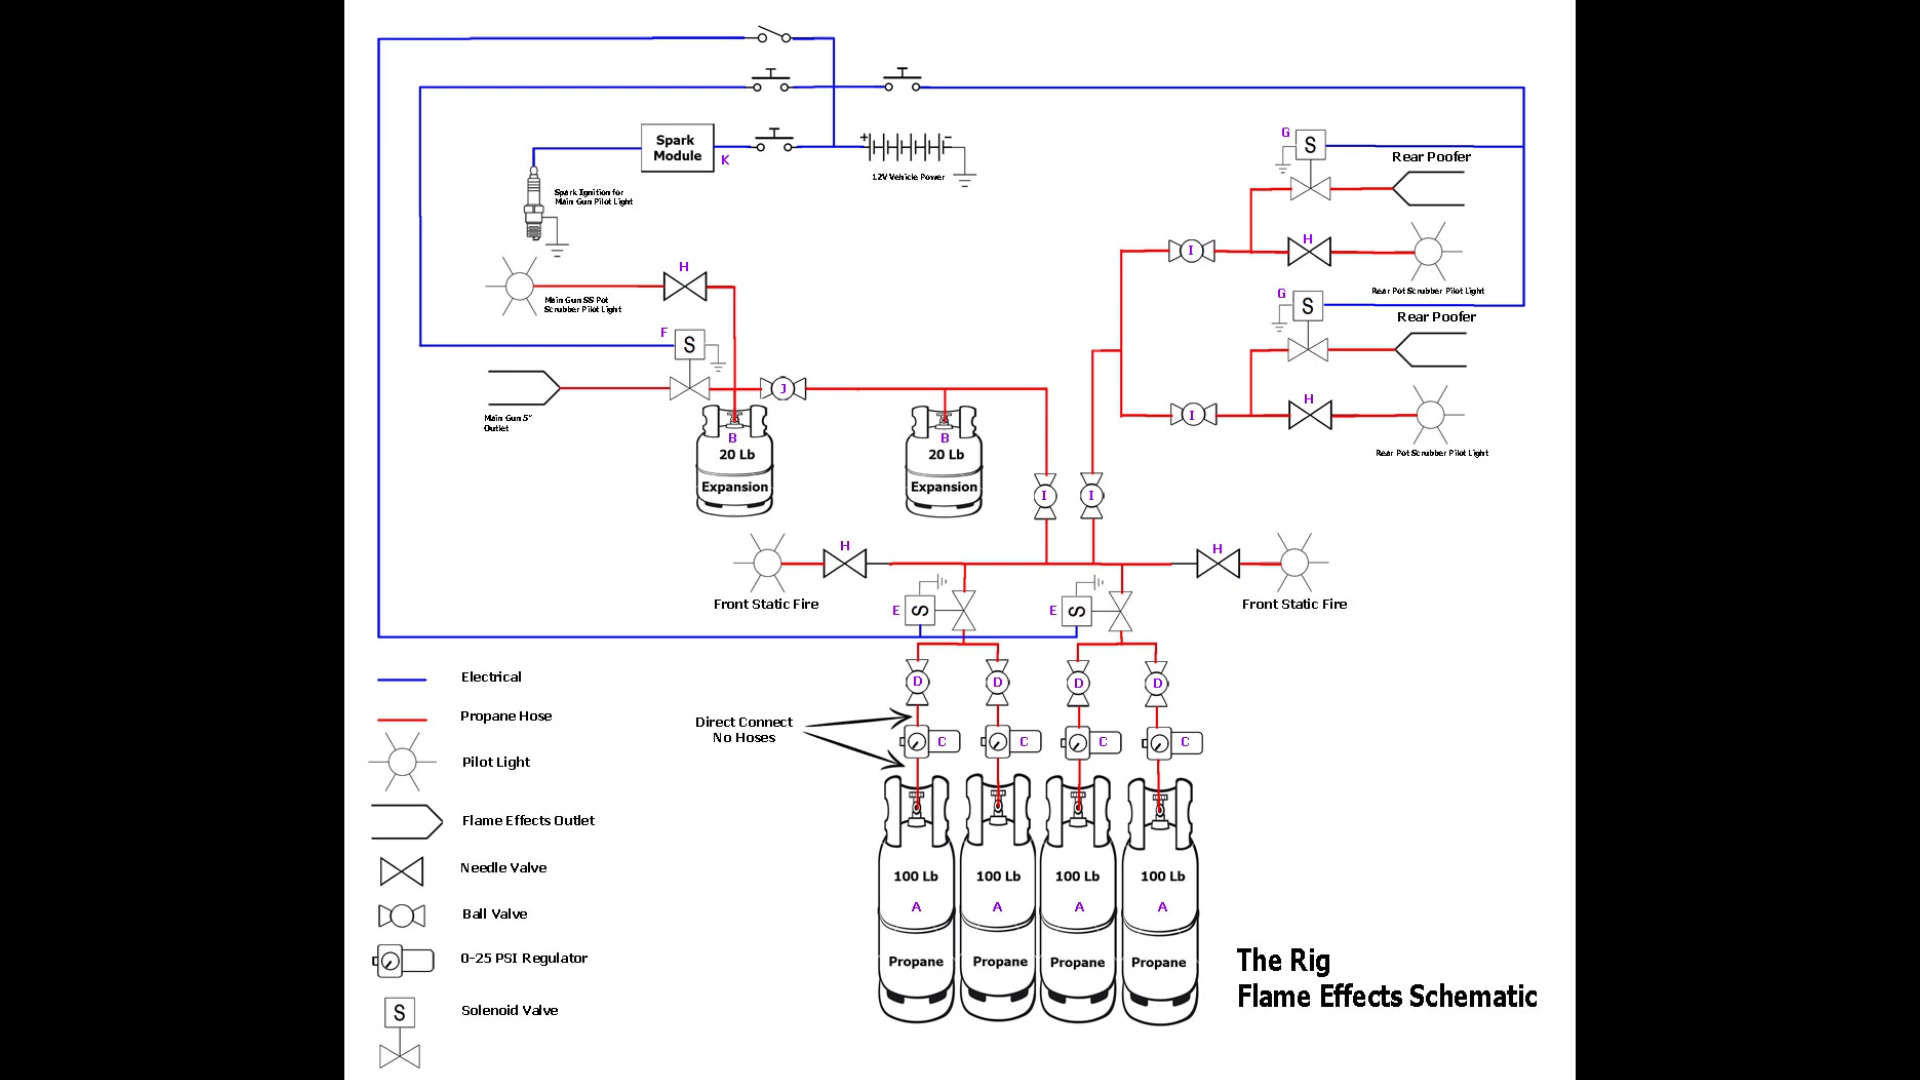 Spark
Module
K
+
-
12V Vehicle Power
Spark Ignition for
Main Gun Pilot Light
G
S
Rear Poofer
I
H
Rear Pot Scrubber Pilot Light
G
S
Rear Poofer
I
H
Rear Pot Scrubber Pilot Light
H
Main Gun SS Pot
Scrubber Pilot Light
F
S
J
Main Gun 5"
Outlet
B
20 Lb
Expansion
B
20 Lb
Expansion
I
I
H
H
Front Static Fire
Front Static Fire
E
S
E
S
D
D
D
D
Direct Connect
No Hoses
C
C
C
C
100 Lb
100 Lb
100 Lb
100 Lb
A
A
A
A
Propane
Propane
Propane
Propane
Electrical
Propane Hose
Pilot Light
Flame Effects Outlet
Needle Valve
Ball Valve
0-25 PSI Regulator
S
Solenoid Valve
The Rig
Flame Effects Schematic